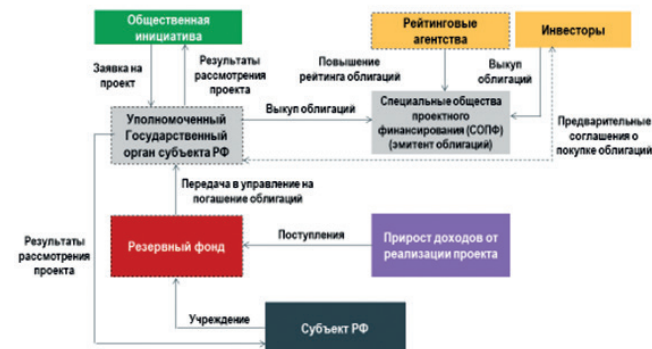 Общественная
инициатива
Рейтинговые
агентства
Инвесторы
Заявка на
проект
Результаты
рассмотрения
проекта
Повышение
рейтинга облигаций
Выкуп
облигаций
Уполномоченный
Государственный
орган субъекта РФ
Выкуп облигаций
Специальные общества
проектного
финансирования (СОПФ)
(эмитент облигаций)
Предварительные
соглашения о
покупке облигаций
Передача в управление на
погашение облигаций
Результаты
рассмотрения
проекта
Резервный фонд
Поступления
Прирост доходов от
реализации проекта
Учреждение
Субъект РФ